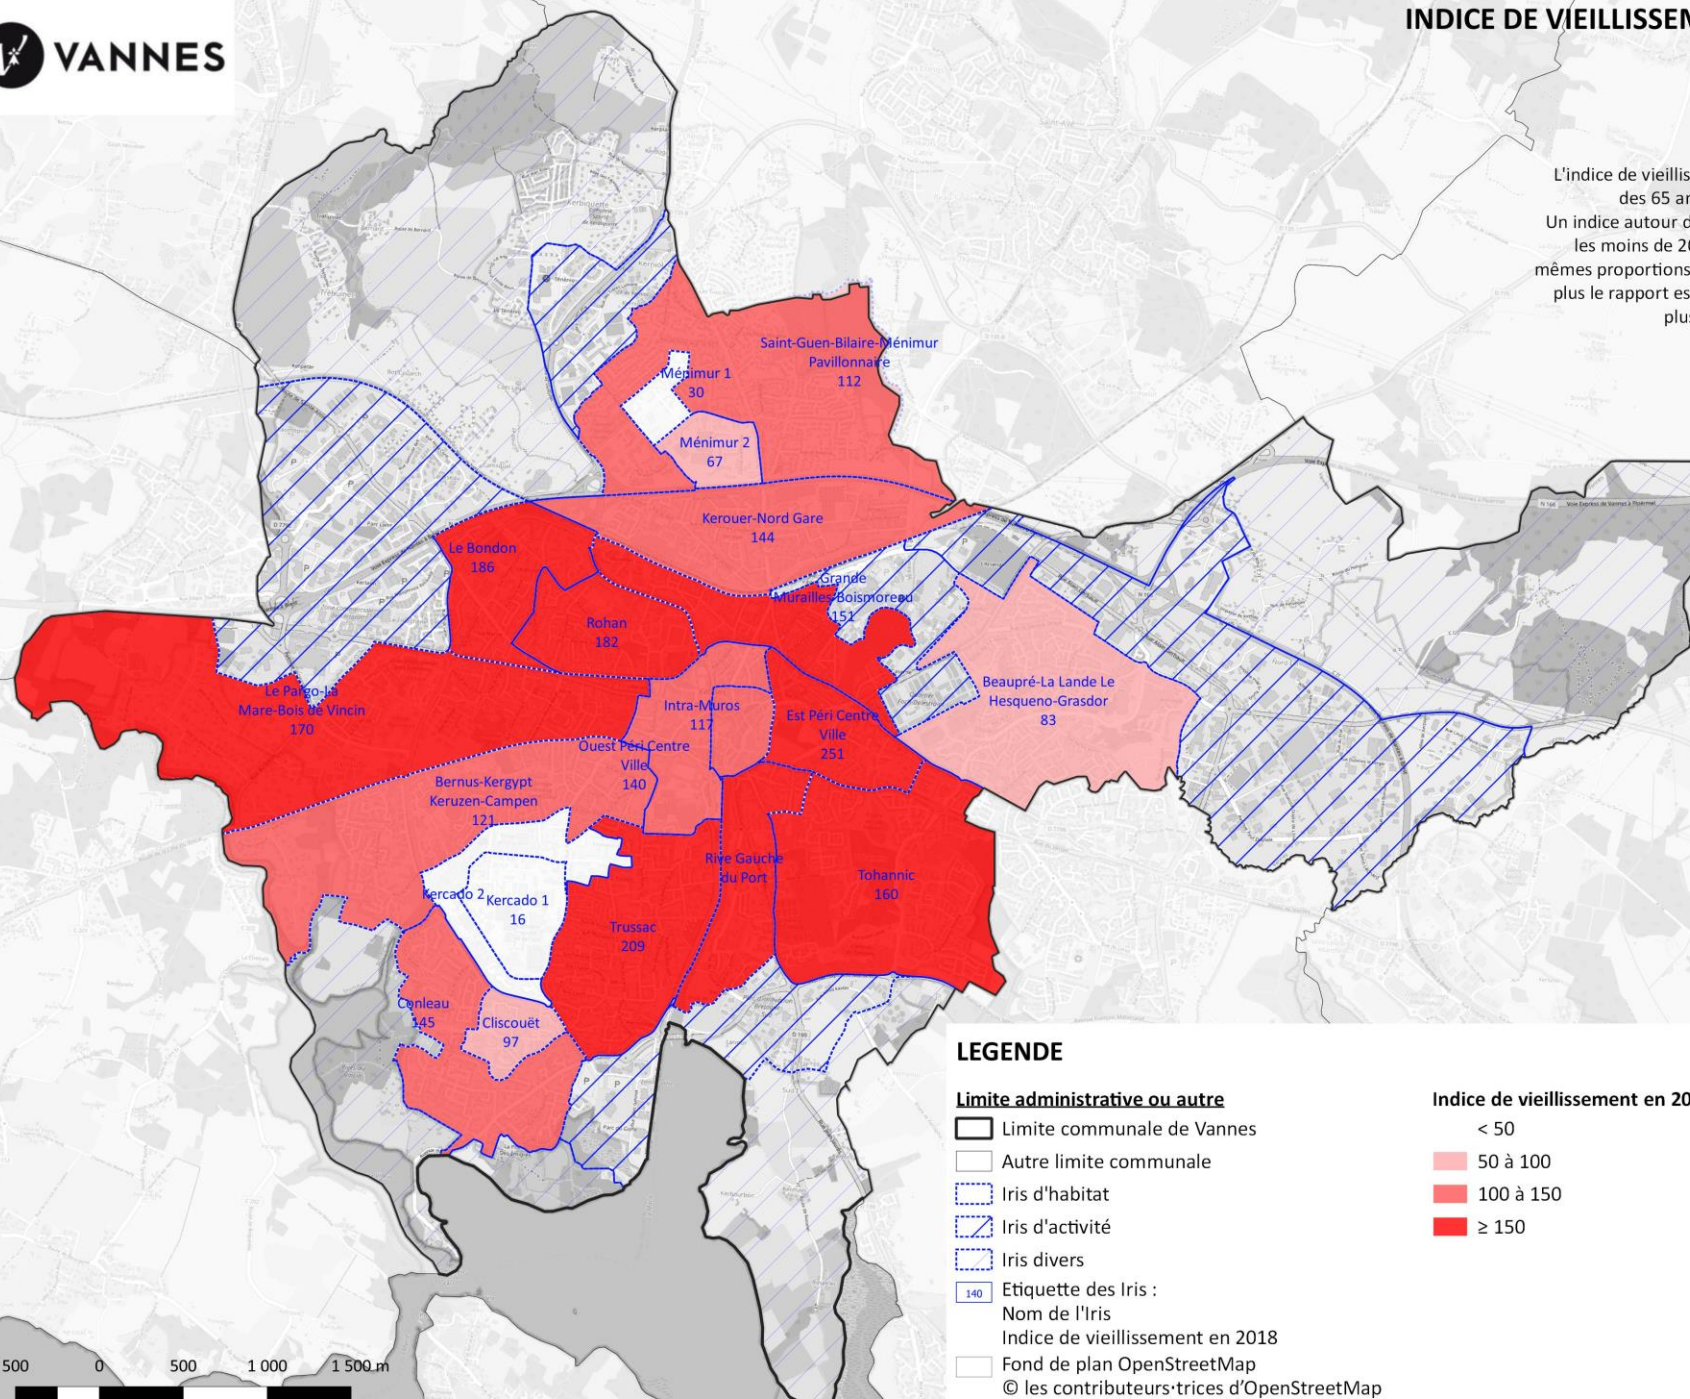 VANNES
INDICE DE VIEILLISSEM
L'indice de vieillis
des 65 an
Un indice autour d
les moins de 20
mêmes proportions
plus le rapport es
plus
Saint-Guen-Bilaire-Ménimur
Pavillonnaire
112
Ménimur 1
30
Ménimur 2
67
Kerouer-Nord Gare
144
Le Bondon
186
Grande
Murailles-Boismoreau
151
Rohan
182
Le Pargo-La
Mare-Bois de Vincin
170
Intra-Muros
117
Est Péri Centre
Ville
251
Beaupré-La Lande Le
Hesqueno-Grasdor
83
Ouest Péri Centre
Ville
140
Bernus-Kergypt
Keruzen-Campen
121
Rive Gauche
du Port
Tohannic
160
Kercado 2
Kercado 1
16
Trussac
209
Conleau
145
Cliscouët
97
LEGENDE
Limite administrative ou autre
Limite communale de Vannes
Autre limite communale
Iris d'habitat
Iris d'activité
Iris divers
140
Etiquette des Iris :
Nom de l'Iris
Indice de vieillissement en 2018
Fond de plan OpenStreetMap
© les contributeurs·trices d'OpenStreetMap
Indice de vieillissement en 20
< 50
50 à 100
100 à 150
≥ 150
500 0 500 1 000 1 500 m